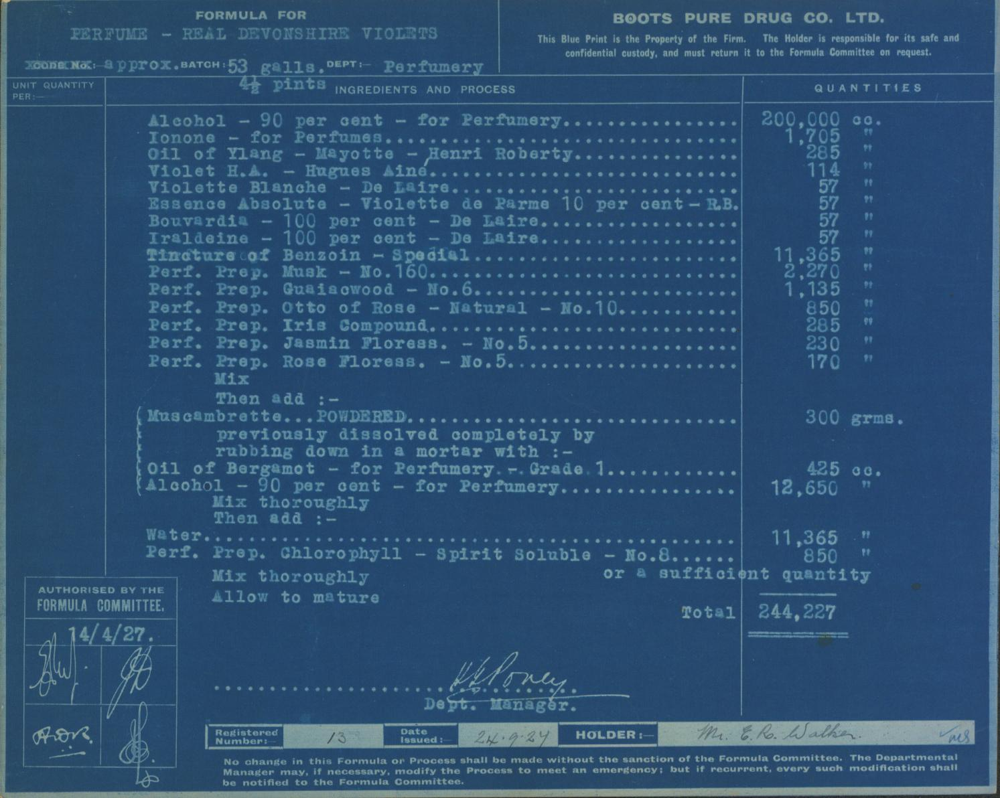 FORMULA FOR
PERFUME - REAL DEVONSHIRE VIOLETS
CODE No.:- approx. BATCH: 53 galls. DEPT:- Perfumery
4½ pints
BOOTS PURE DRUG CO. LTD.
This Blue Print is the Property of the Firm. The Holder is responsible for its safe and
confidential custody, and must return it to the Formula Committee on request.
UNIT QUANTITY
PER:-
INGREDIENTS AND PROCESS
QUANTITIES
Alcohol - 90 per cent - for Perfumery................ 200,000 cc.
Ionone - for Perfumes................................ 1,705 "
Oil of Ylang - Mayotte - Henri Roberty............... 285 "
Violet H.A. - Hugues Ainé............................ 114 "
Violette Blanche - De Laire.......................... 57 "
Essence Absolute - Violette de Parme 10 per cent - R.B. 57 "
Bouvardia - 100 per cent - De Laire.................. 57 "
Iraldeine - 100 per cent - De Laire.................. 57 "
Tincture of Benzoin - Special........................ 11,365 "
Perf. Prep. Musk - No.160............................ 2,270 "
Perf. Prep. Guaiacwood - No.6........................ 1,135 "
Perf. Prep. Otto of Rose - Natural - No.10........... 850 "
Perf. Prep. Iris Compound............................ 285 "
Perf. Prep. Jasmin Floress. - No.5................... 230 "
Perf. Prep. Rose Floress. - No.5..................... 170 "
Mix
Then add :-
Muscambrette...POWDERED.............................. 300 grms.
previously dissolved completely by
rubbing down in a mortar with :-
Oil of Bergamot - for Perfumery. - Grade 1............ 425 cc.
Alcohol - 90 per cent - for Perfumery................ 12,650 "
Mix thoroughly
Then add :-
Water................................................ 11,365 "
Perf. Prep. Chlorophyll - Spirit Soluble - No.8...... 850 "
or a sufficient quantity
Mix thoroughly
Allow to mature
Total 244,227
AUTHORISED BY THE
FORMULA COMMITTEE.
14/4/27.
Dept. Manager.
Registered
Number:- 13
Date
Issued:- 24.9.27
HOLDER:- Mr. E. R. Walker.
No change in this Formula or Process shall be made without the sanction of the Formula Committee. The Departmental
Manager may, if necessary, modify the Process to meet an emergency; but if recurrent, every such modification shall
be notified to the Formula Committee.